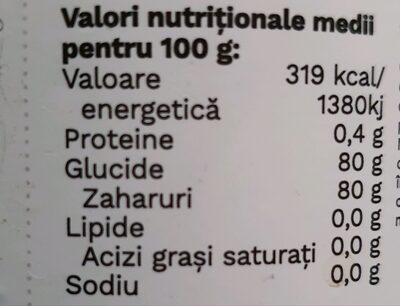 Valori nutriționale medii
pentru 100 g:
Valoare 319 kcal/
energetică 1380kj
Proteine 0,4 g
Glucide 80 g
Zaharuri 80 g
Lipide 0,0 g
Acizi grași saturați 0,0 g
Sodiu 0,0 g